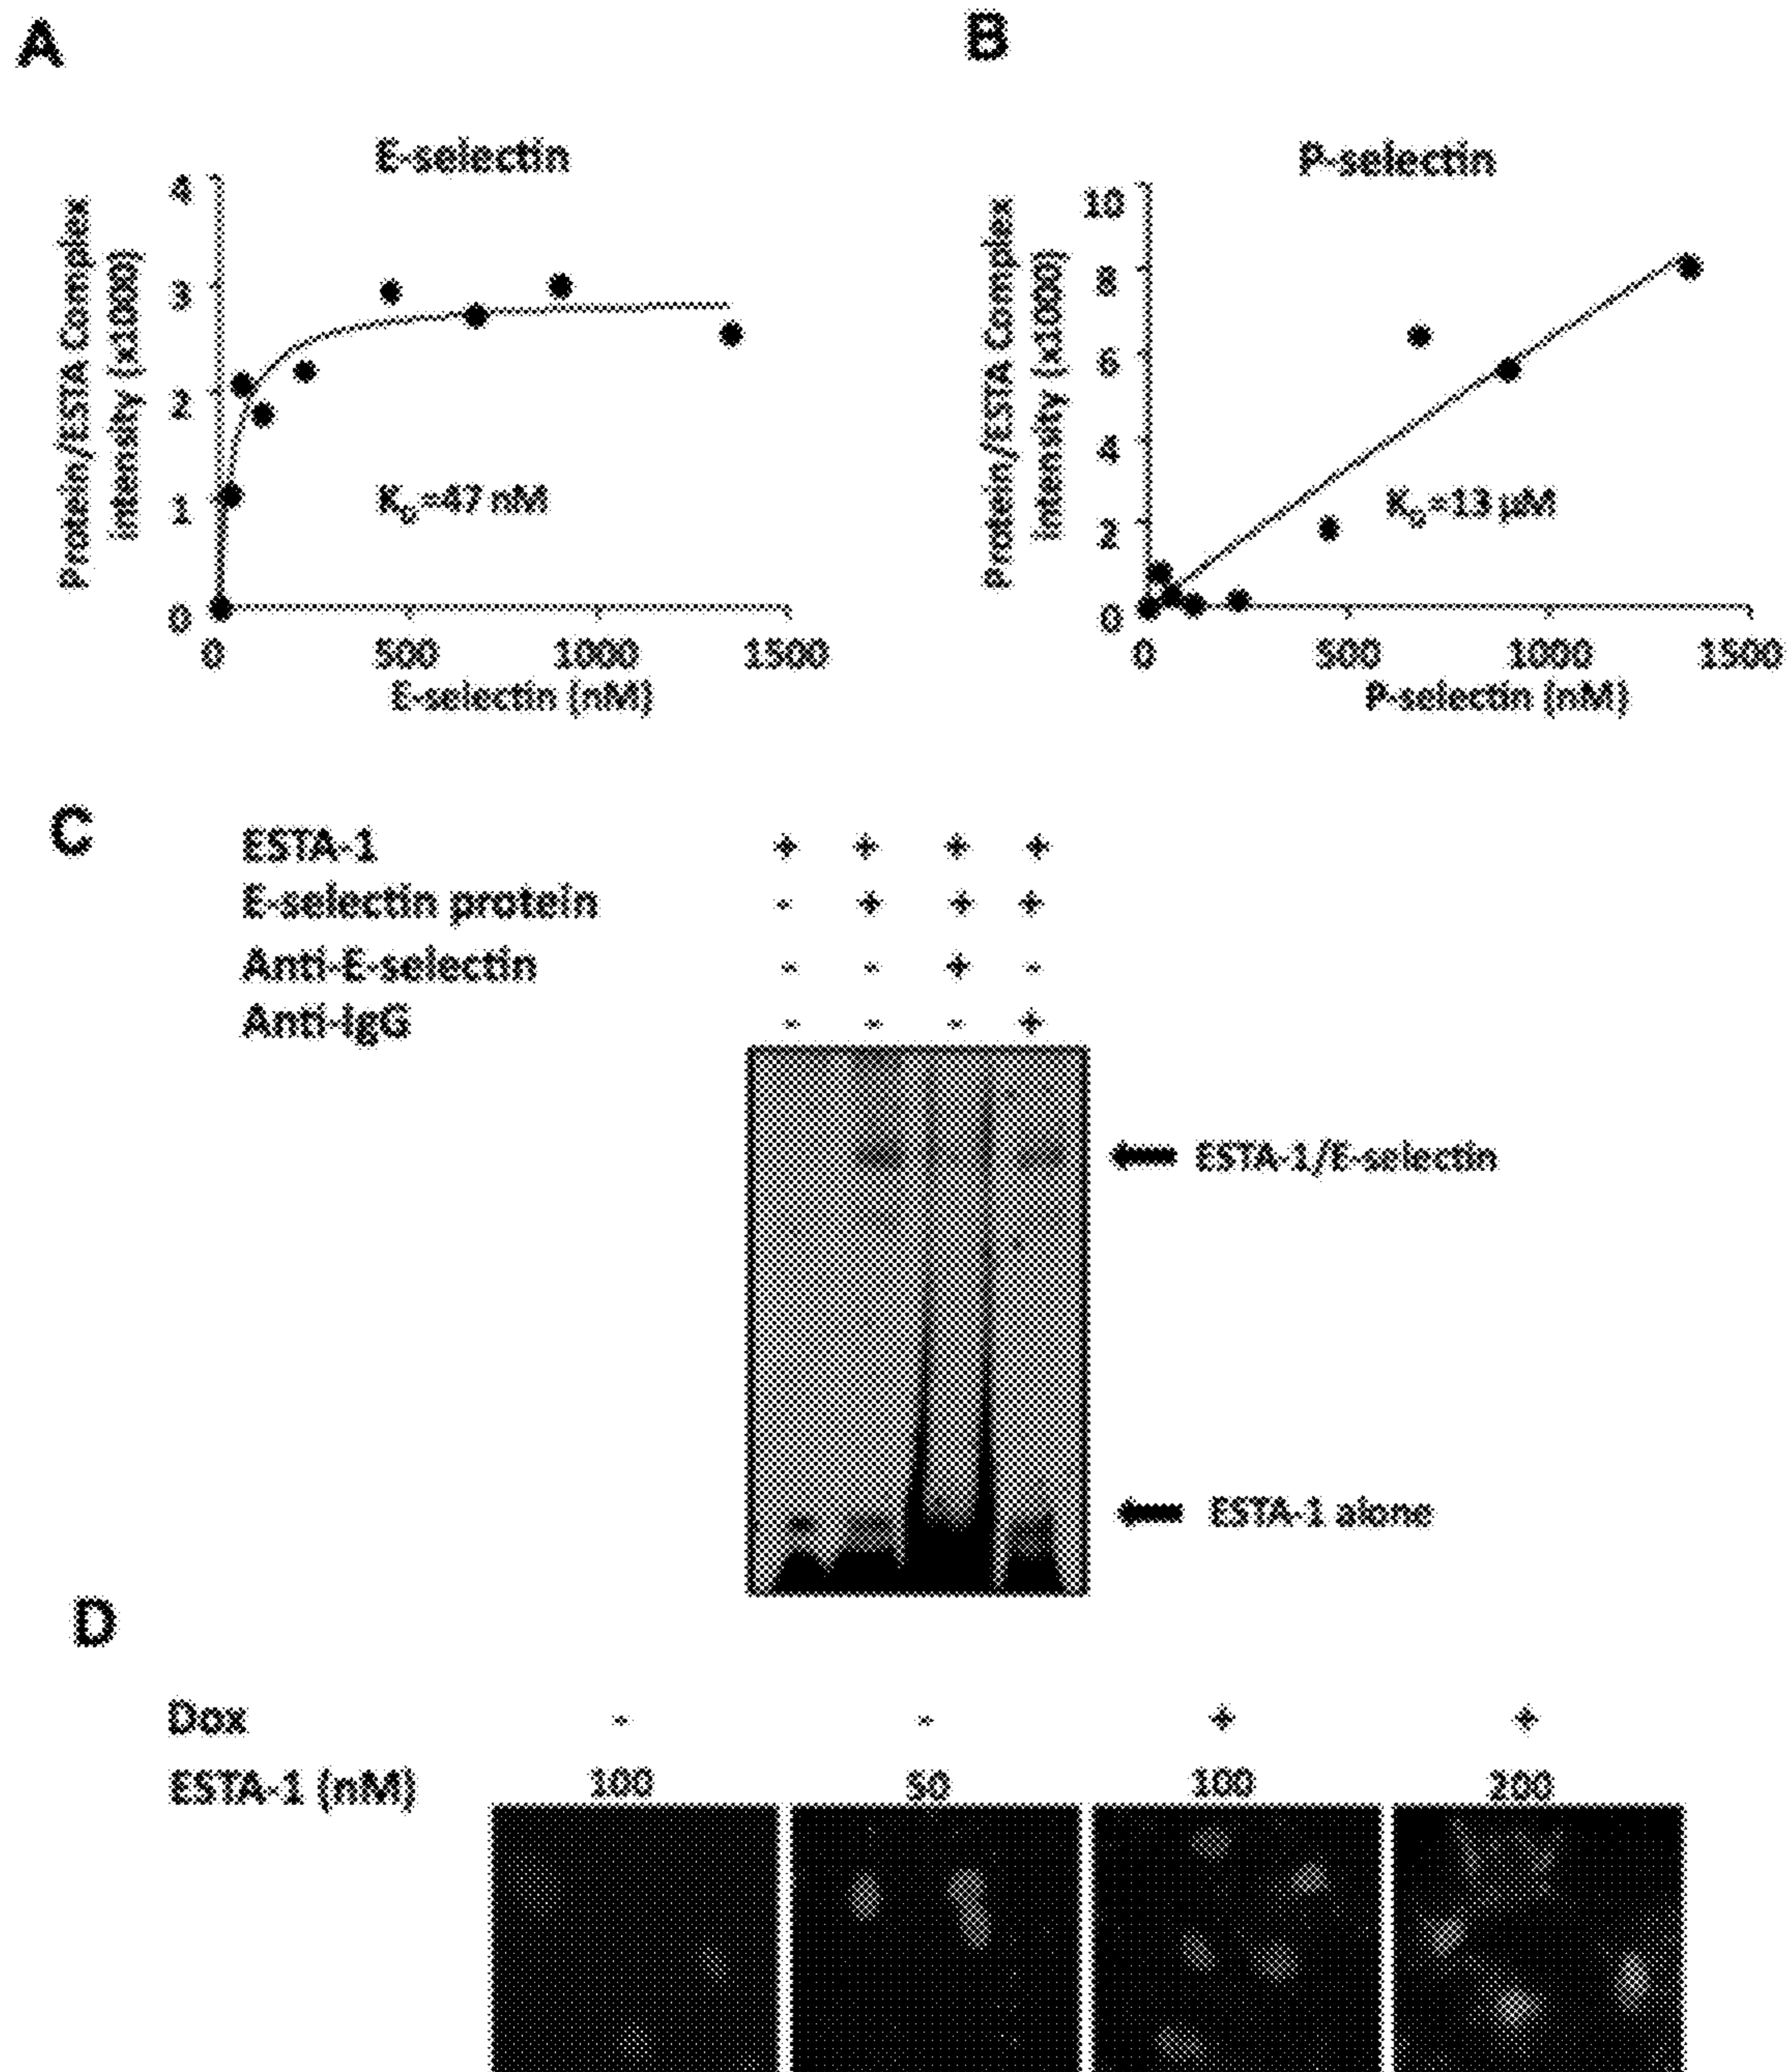 A
B
E-selectin
P-selectin
Protein/ESTA Complex
intensity (x1000)
4
3
2
1
0
K_D=47 nM
0 500 1000 1500
E-selectin (nM)
Protein/ESTA Complex
intensity (x1000)
10
8
6
4
2
0
K_D=13 µM
0 500 1000 1500
P-selectin (nM)
C
ESTA-1 + + + +
E-selectin protein - + + +
Anti-E-selectin - - + -
Anti-IgG - - - +
ESTA-1/E-selectin
ESTA-1 alone
D
Dox - - + +
ESTA-1 (nM) 100 50 100 200